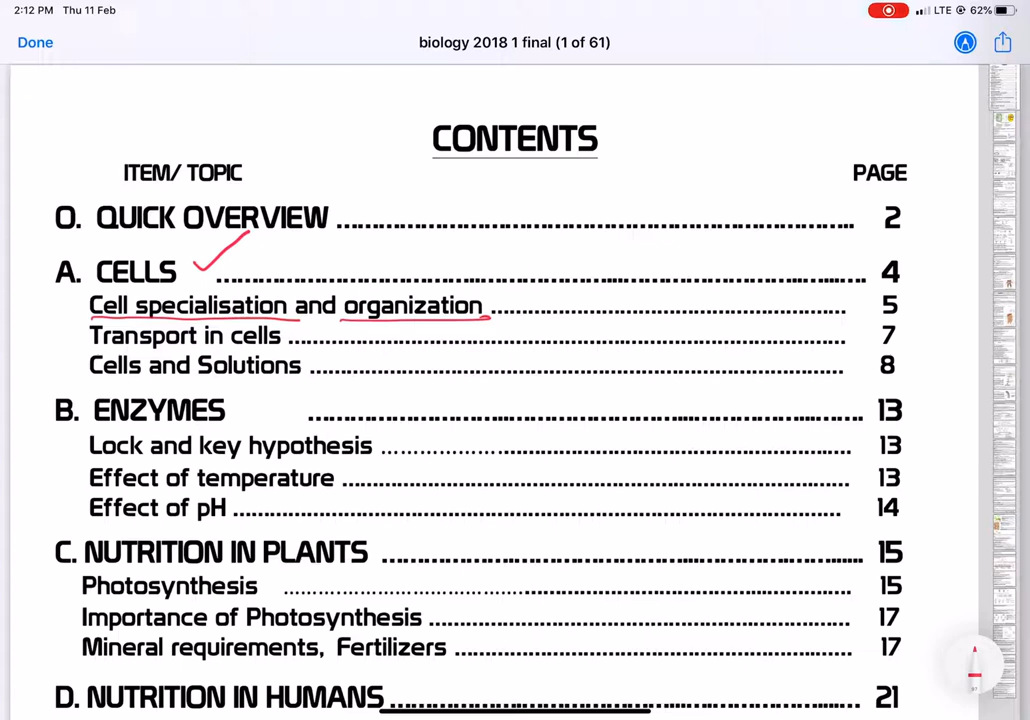 2:12 PM Thu 11 Feb LTE 62%
Done biology 2018 1 final (1 of 61)
CONTENTS
ITEM/ TOPIC PAGE
O. QUICK OVERVIEW 2
A. CELLS 4
Cell specialisation and organization 5
Transport in cells 7
Cells and Solutions 8
B. ENZYMES 13
Lock and key hypothesis 13
Effect of temperature 13
Effect of pH 14
C. NUTRITION IN PLANTS 15
Photosynthesis 15
Importance of Photosynthesis 17
Mineral requirements, Fertilizers 17
D. NUTRITION IN HUMANS 21